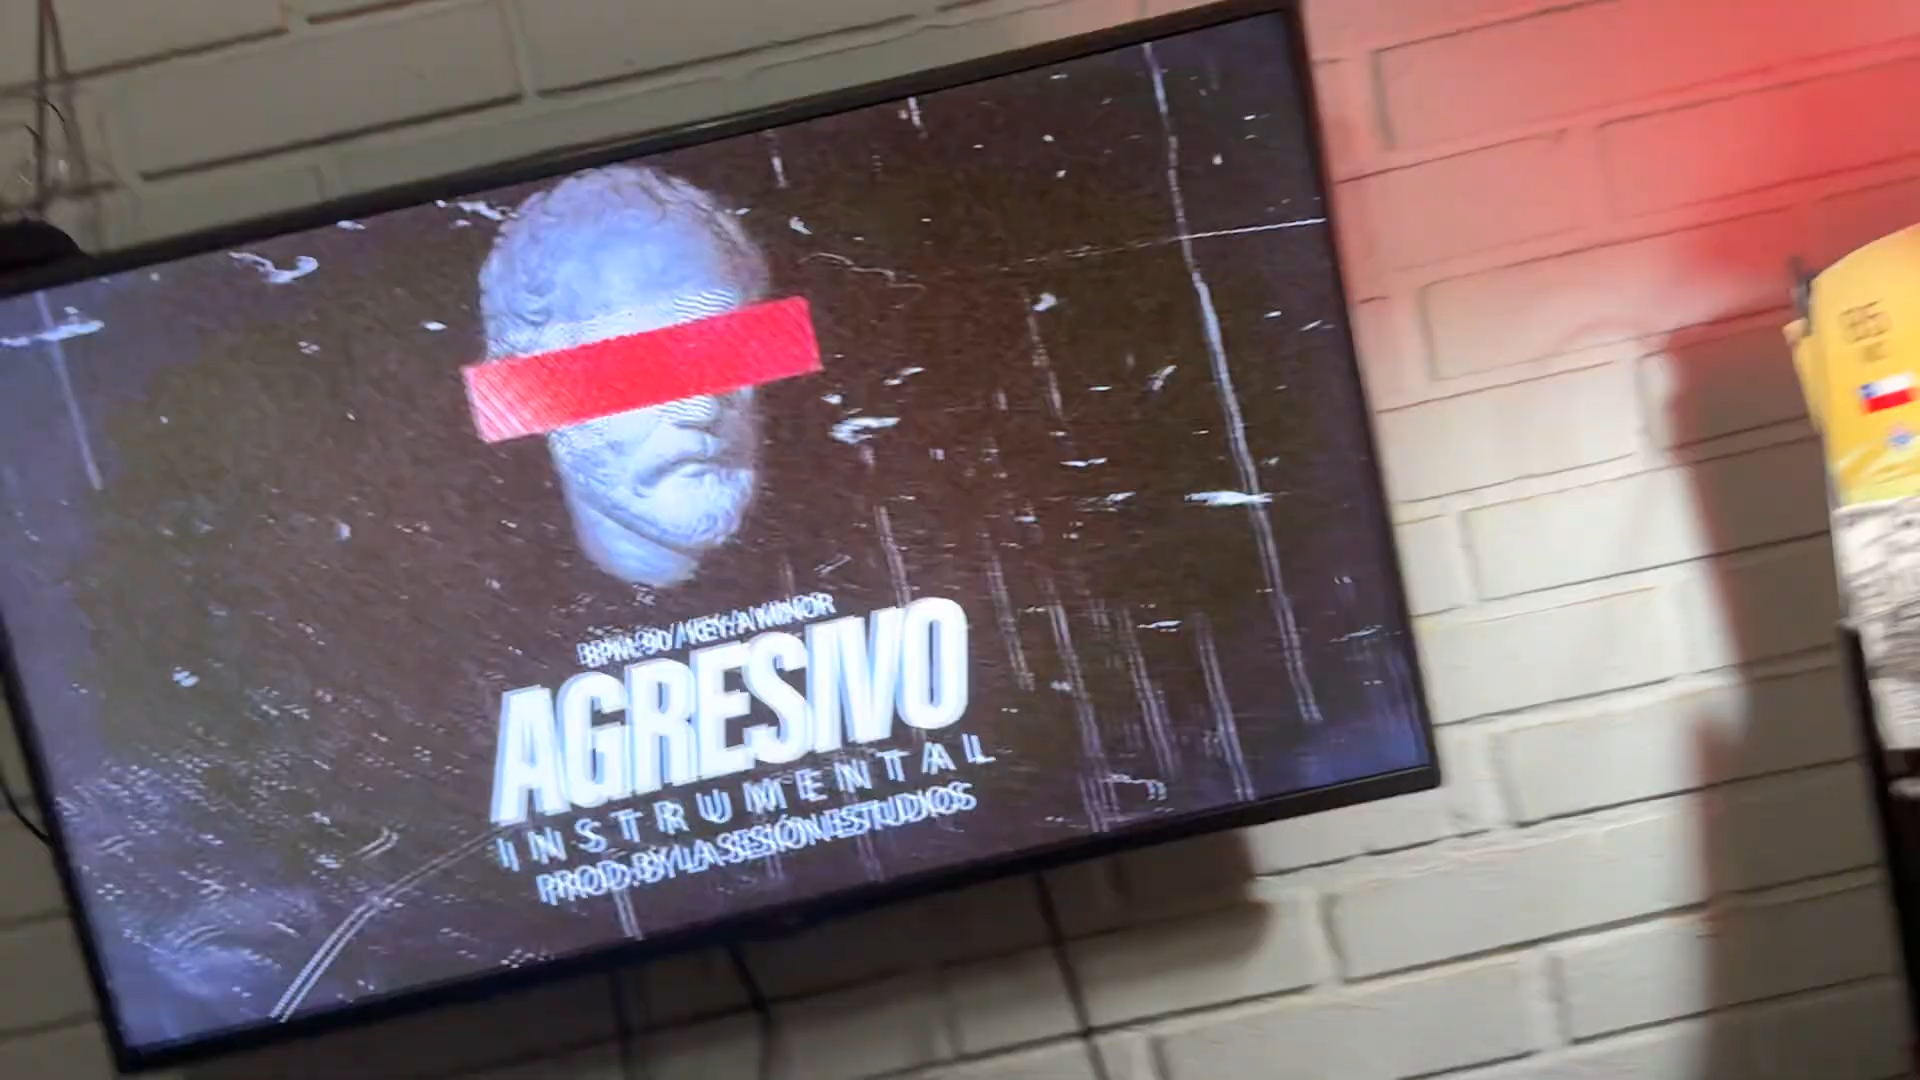 BPM:90/KEY:A MINOR
AGRESIVO
INSTRUMENTAL
PROD.BY LA SESIÓN ESTUDIOS